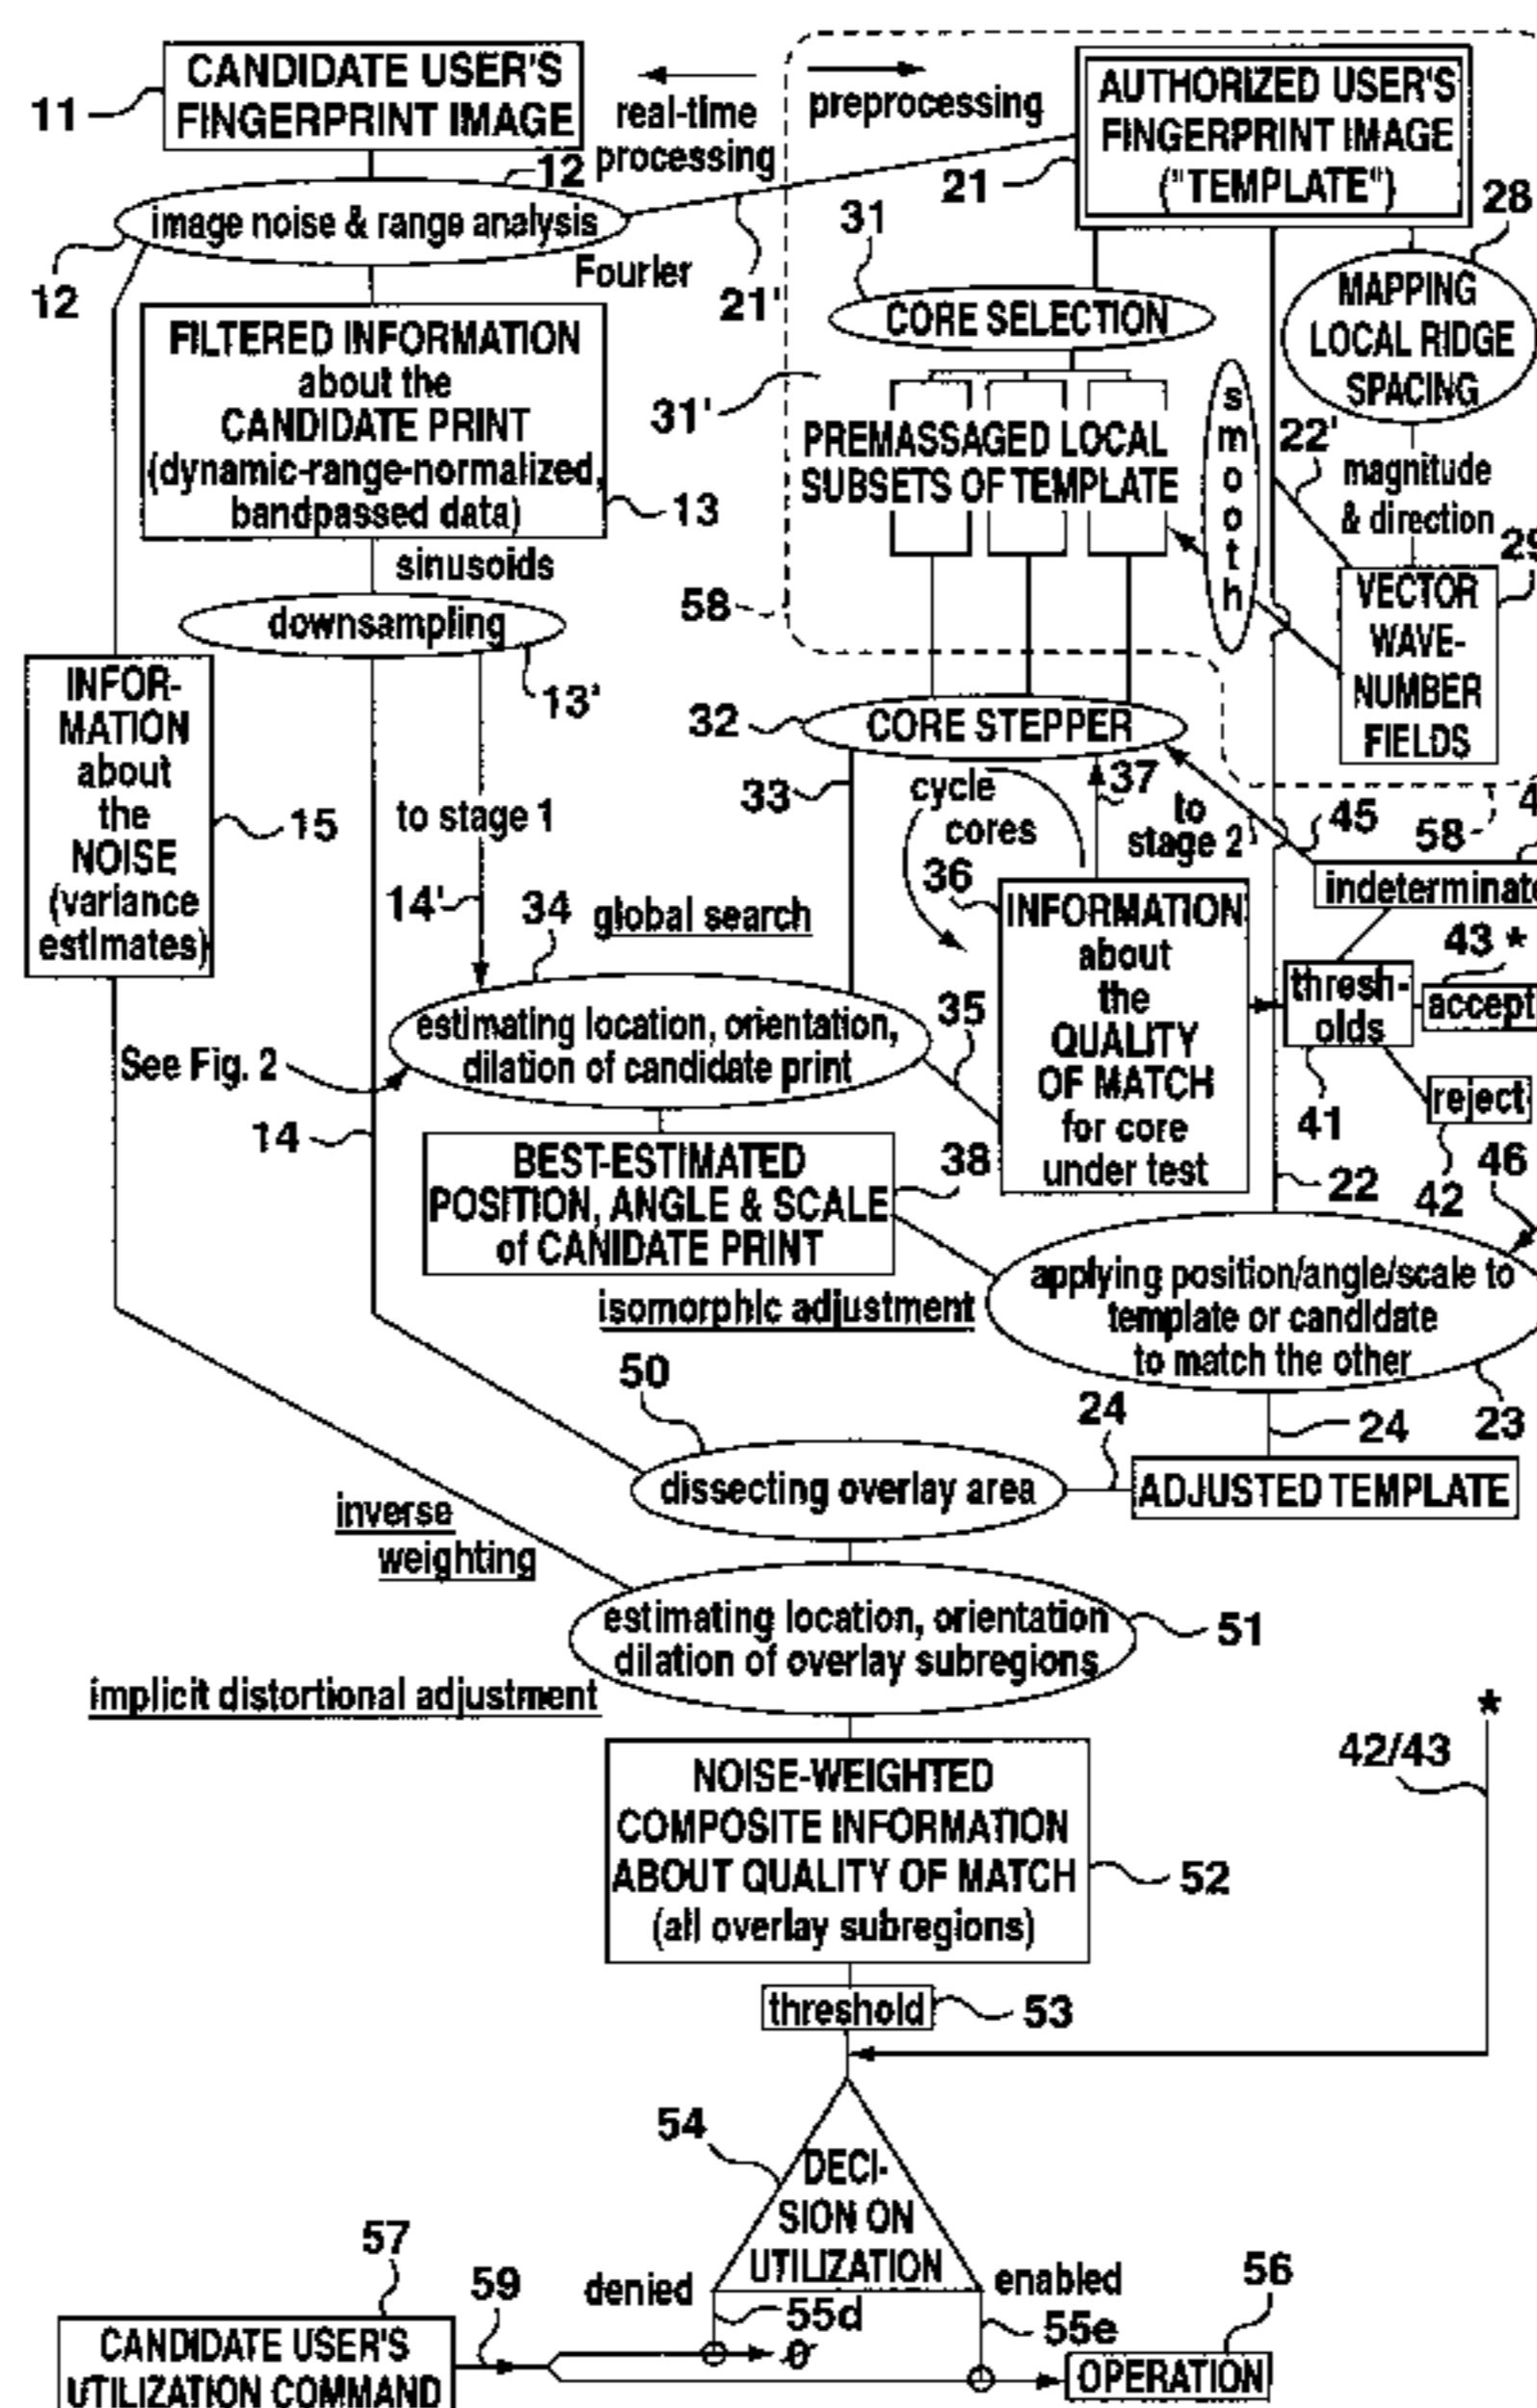 CANDIDATE USER'S
FINGERPRINT IMAGE
11
real-time
processing
preprocessing
AUTHORIZED USER'S
FINGERPRINT IMAGE
("TEMPLATE")
21
12
image noise & range analysis
12
Fourier
21'
31
28
CORE SELECTION
MAPPING
LOCAL RIDGE
SPACING
FILTERED INFORMATION
about the
CANDIDATE PRINT
(dynamic-range-normalized,
bandpassed data)
13
31'
PREMASSAGED LOCAL
SUBSETS OF TEMPLATE
smooth
22'
magnitude
& direction
29
sinusoids
58
VECTOR
WAVE-
NUMBER
FIELDS
downsampling
13'
INFOR-
MATION
about
the
NOISE
(variance
estimates)
15
32
CORE STEPPER
33
cycle
cores
37
to
stage 2
45
58
to stage 1
14'
34
global search
36
INFORMATION
about
the
QUALITY
OF MATCH
for core
under test
indeterminate
43 *
thresh-
olds
accept
reject
41
42
46
estimating location, orientation,
dilation of candidate print
35
See Fig. 2
14
BEST-ESTIMATED
POSITION, ANGLE & SCALE
of CANIDATE PRINT
38
22
isomorphic adjustment
applying position/angle/scale to
template or candidate
to match the other
23
50
24
24
dissecting overlay area
ADJUSTED TEMPLATE
inverse
weighting
estimating location, orientation
dilation of overlay subregions
51
implicit distortional adjustment
*
42/43
NOISE-WEIGHTED
COMPOSITE INFORMATION
ABOUT QUALITY OF MATCH
(all overlay subregions)
52
threshold
53
54
DECI-
SION ON
UTILIZATION
57
59
denied
enabled
56
55d
55e
0
CANDIDATE USER'S
UTILIZATION COMMAND
OPERATION